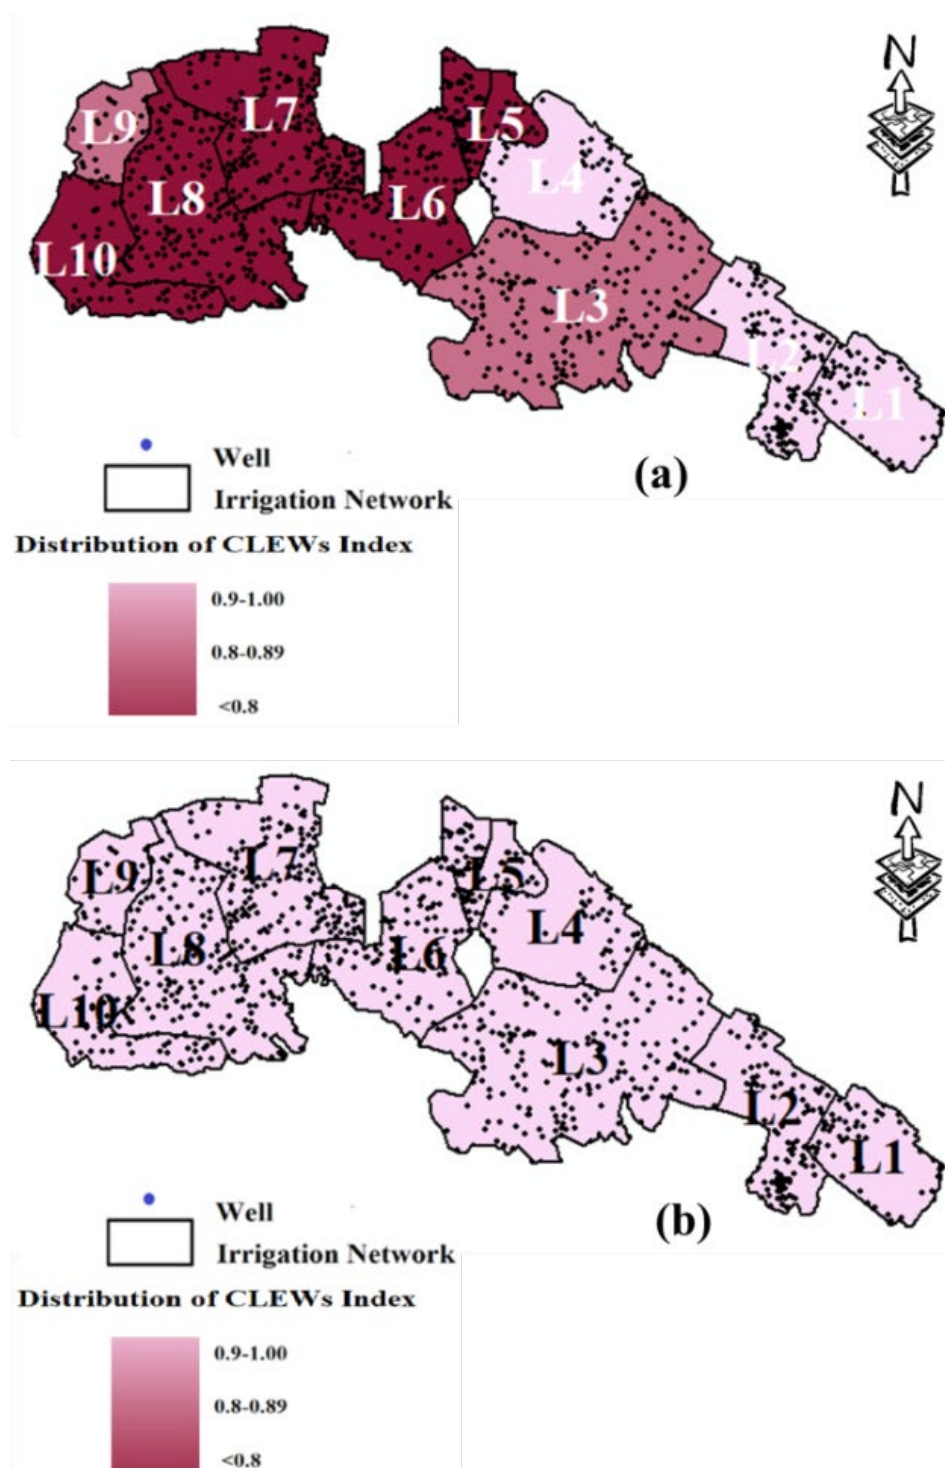 N
L7
L9
L5
L4
L8
L6
L10
L3
L2
L1
Well
(a)
Irrigation Network
Distribution of CLEWs Index
0.9-1.00
0.8-0.89
<0.8
N
L7
L9
L5
L4
L8
L6
L10
L3
L2
L1
Well
(b)
Irrigation Network
Distribution of CLEWs Index
0.9-1.00
0.8-0.89
<0.8